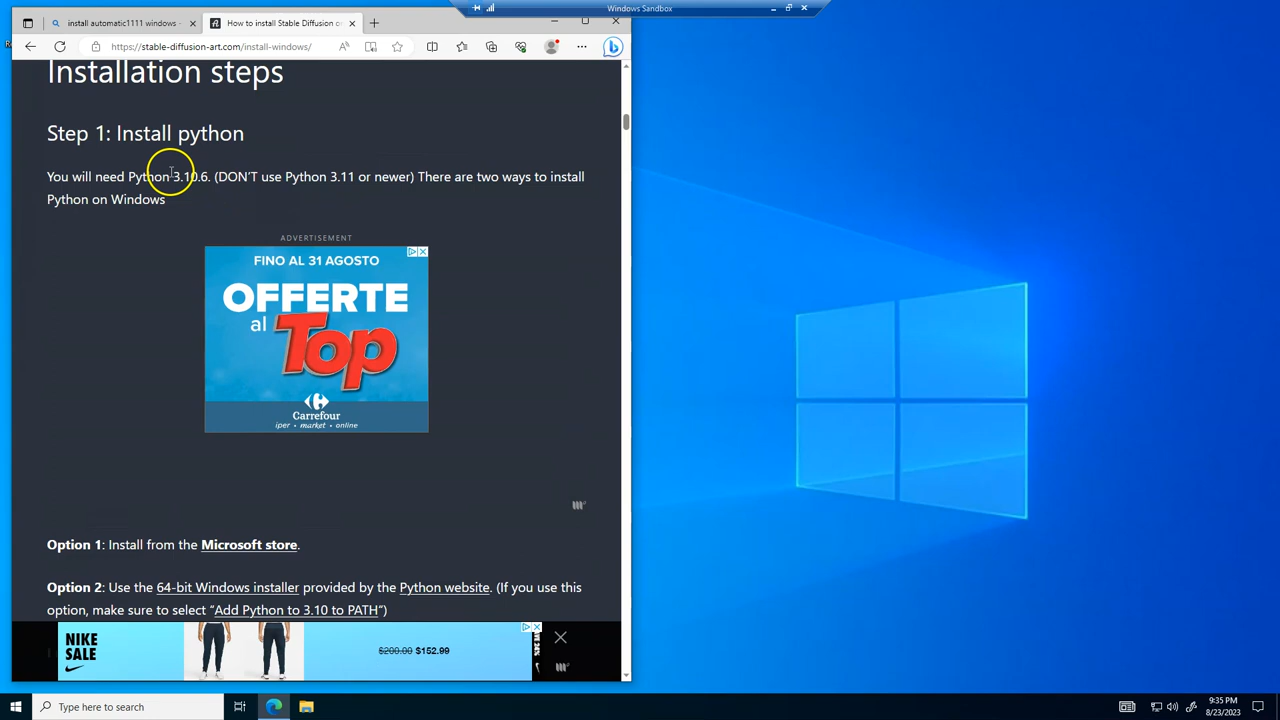 Windows Sandbox
install automatic1111 windows -
How to install Stable Diffusion o
https://stable-diffusion-art.com/install-windows/
Installation steps
Step 1: Install python
You will need Python 3.10.6. (DON'T use Python 3.11 or newer) There are two ways to install
Python on Windows
ADVERTISEMENT
FINO AL 31 AGOSTO
OFFERTE
al Top
Carrefour
iper • market • online
Option 1: Install from the Microsoft store.
Option 2: Use the 64-bit Windows installer provided by the Python website. (If you use this
option, make sure to select “Add Python to 3.10 to PATH”)
NIKE
SALE
$200.00 $152.99
Type here to search
9:35 PM
8/23/2023